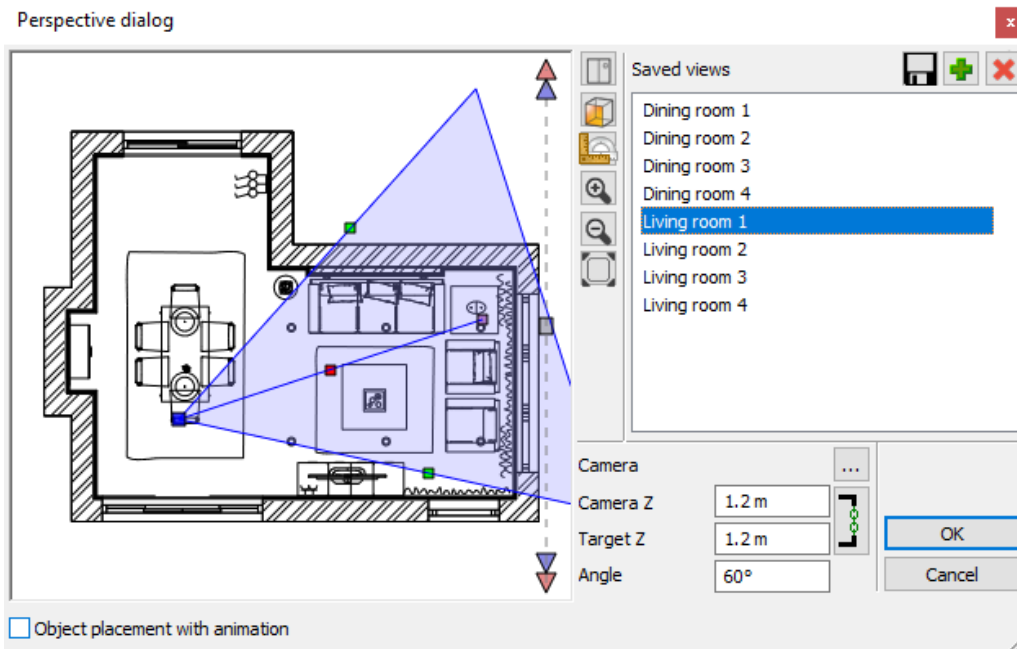 Perspective dialog
x
Saved views
Dining room 1
Dining room 2
Dining room 3
Dining room 4
Living room 1
Living room 2
Living room 3
Living room 4
Camera
...
Camera Z
1.2 m
Target Z
1.2 m
Angle
60°
OK
Cancel
Object placement with animation